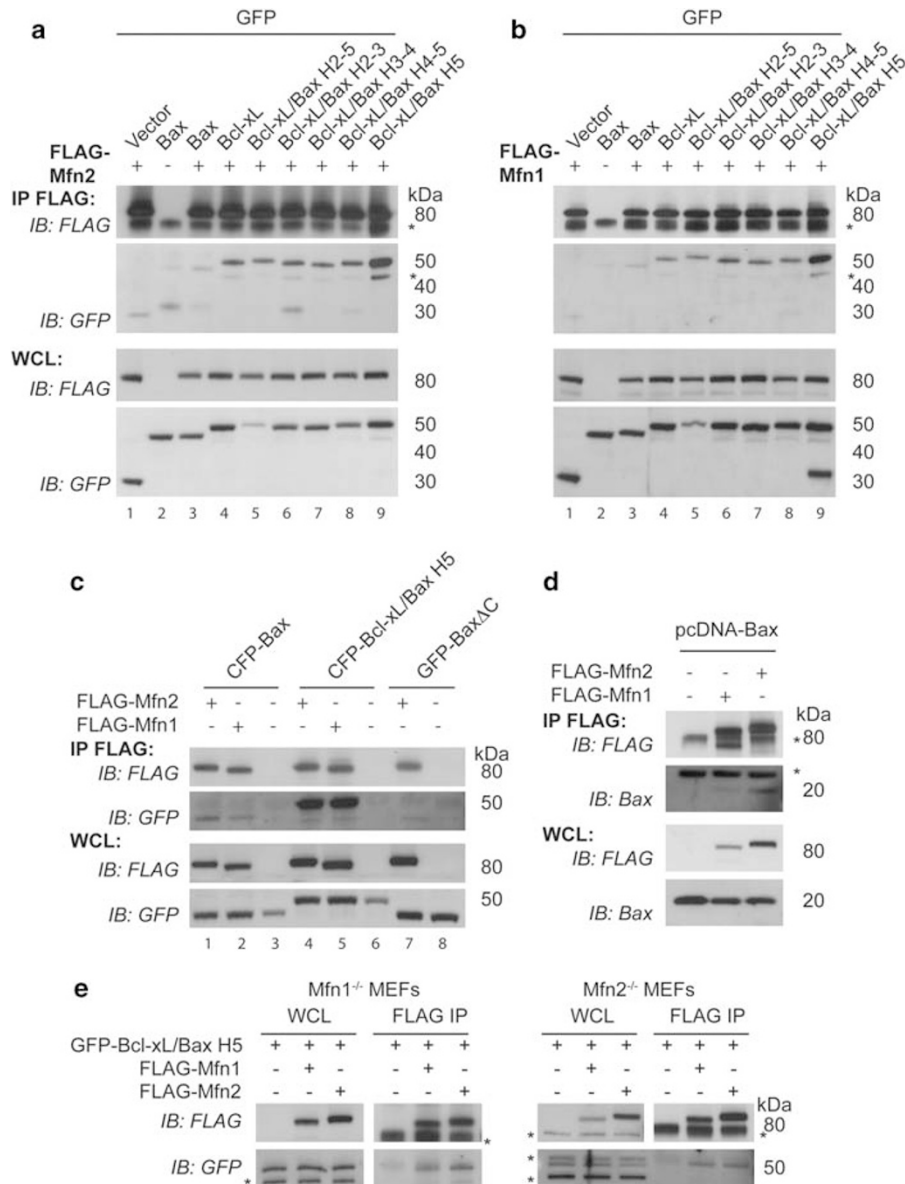 a
GFP
Vector
Bax
Bax
Bcl-xL
Bcl-xL/Bax H2-5
Bcl-xL/Bax H2-3
Bcl-xL/Bax H3-4
Bcl-xL/Bax H4-5
Bcl-xL/Bax H5
FLAG-Mfn2
+ - + + + + + + +
IP FLAG:
kDa
IB: FLAG
80
*
50
*
40
30
IB: GFP
WCL:
IB: FLAG
80
50
40
30
IB: GFP
1 2 3 4 5 6 7 8 9
b
GFP
Vector
Bax
Bax
Bcl-xL
Bcl-xL/Bax H2-5
Bcl-xL/Bax H2-3
Bcl-xL/Bax H3-4
Bcl-xL/Bax H4-5
Bcl-xL/Bax H5
FLAG-Mfn1
+ - + + + + + + +
kDa
80
*
50
*
40
30
80
50
40
30
1 2 3 4 5 6 7 8 9
c
CFP-Bax
CFP-Bcl-xL/Bax H5
GFP-BaxΔC
FLAG-Mfn2 + - - + - - + -
FLAG-Mfn1 - + - - + - - -
IP FLAG:
kDa
IB: FLAG
80
50
IB: GFP
WCL:
IB: FLAG
80
50
IB: GFP
1 2 3 4 5 6 7 8
d
pcDNA-Bax
FLAG-Mfn2 - - +
FLAG-Mfn1 - + -
IP FLAG:
kDa
IB: FLAG
* 80
*
IB: Bax
20
WCL:
IB: FLAG
80
IB: Bax
20
e
Mfn1-/- MEFs
WCL
FLAG IP
Mfn2-/- MEFs
WCL
FLAG IP
GFP-Bcl-xL/Bax H5 + + + + + + + + + + + +
FLAG-Mfn1 - + - - + - - + - - + -
FLAG-Mfn2 - - + - - + - - + - - +
kDa
IB: FLAG
*
*
80
*
IB: GFP
*
*
*
*
50